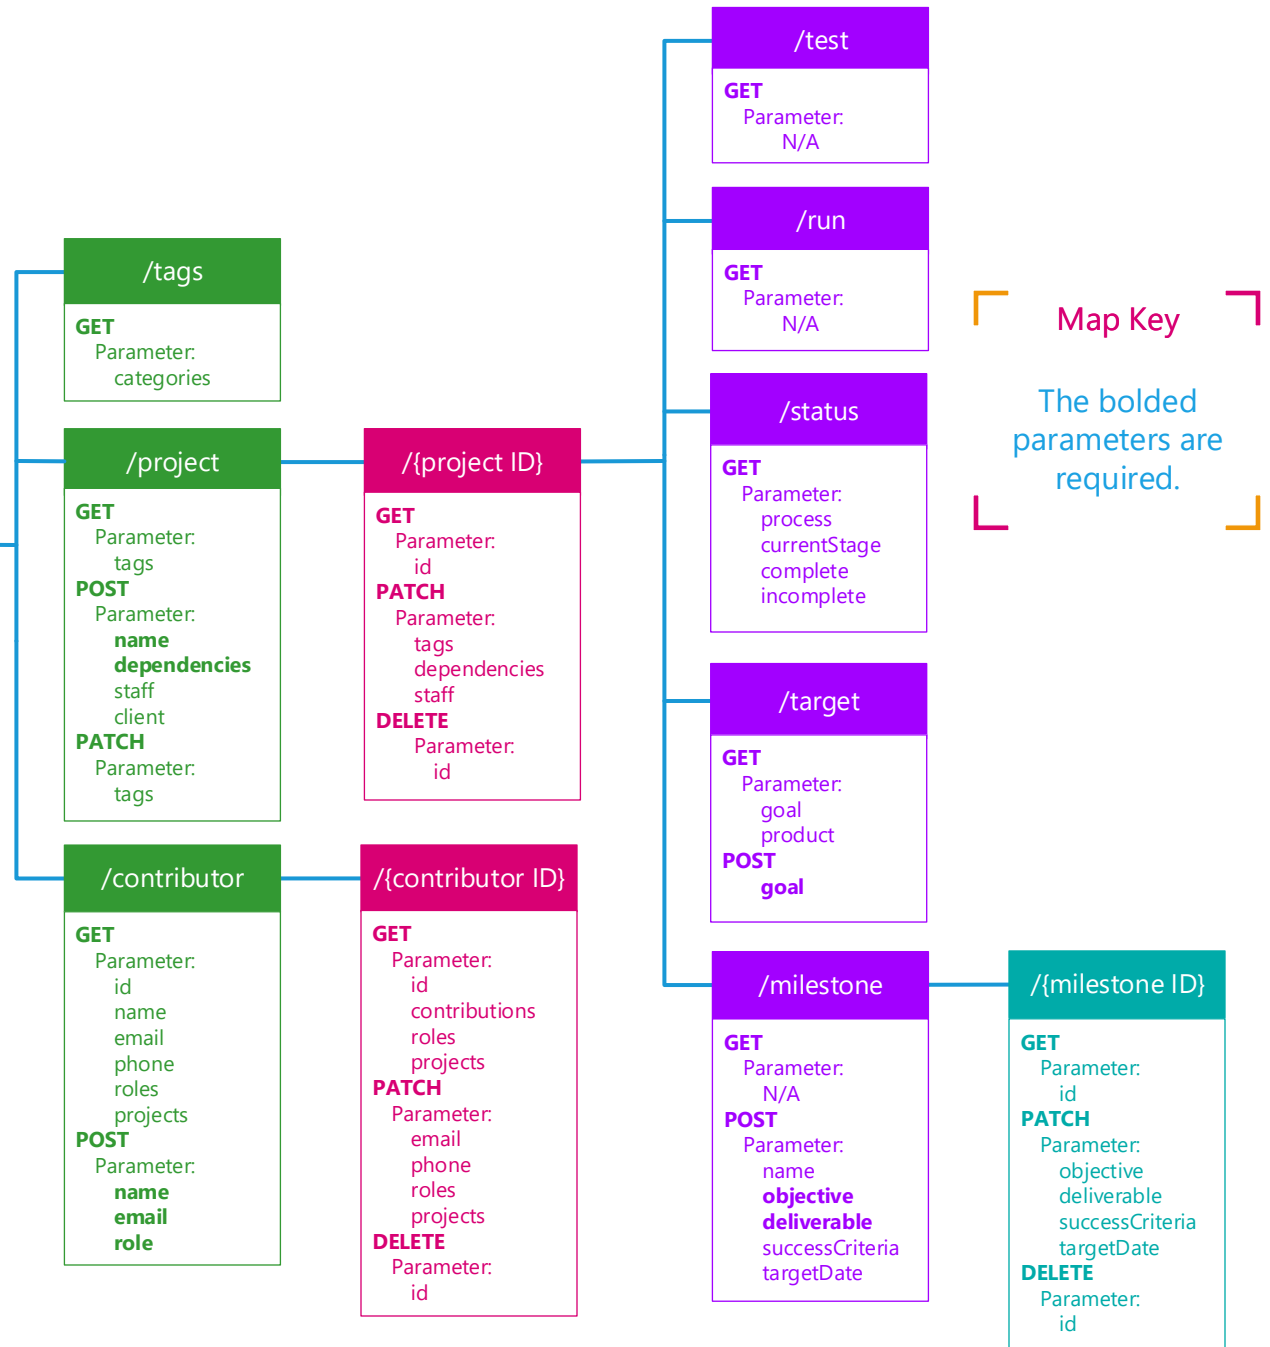 /test
GET
Parameter:
N/A
/run
GET
Parameter:
N/A
/tags
GET
Parameter:
categories
Map Key
The bolded
parameters are
required.
/status
GET
Parameter:
process
currentStage
complete
incomplete
/project
GET
Parameter:
tags
POST
Parameter:
name
dependencies
staff
client
PATCH
Parameter:
tags
/{project ID}
GET
Parameter:
id
PATCH
Parameter:
tags
dependencies
staff
DELETE
Parameter:
id
/target
GET
Parameter:
goal
product
POST
goal
/contributor
GET
Parameter:
id
name
email
phone
roles
projects
POST
Parameter:
name
email
role
/{contributor ID}
GET
Parameter:
id
contributions
roles
projects
PATCH
Parameter:
email
phone
roles
projects
DELETE
Parameter:
id
/milestone
GET
Parameter:
N/A
POST
Parameter:
name
objective
deliverable
successCriteria
targetDate
/{milestone ID}
GET
Parameter:
id
PATCH
Parameter:
objective
deliverable
successCriteria
targetDate
DELETE
Parameter:
id